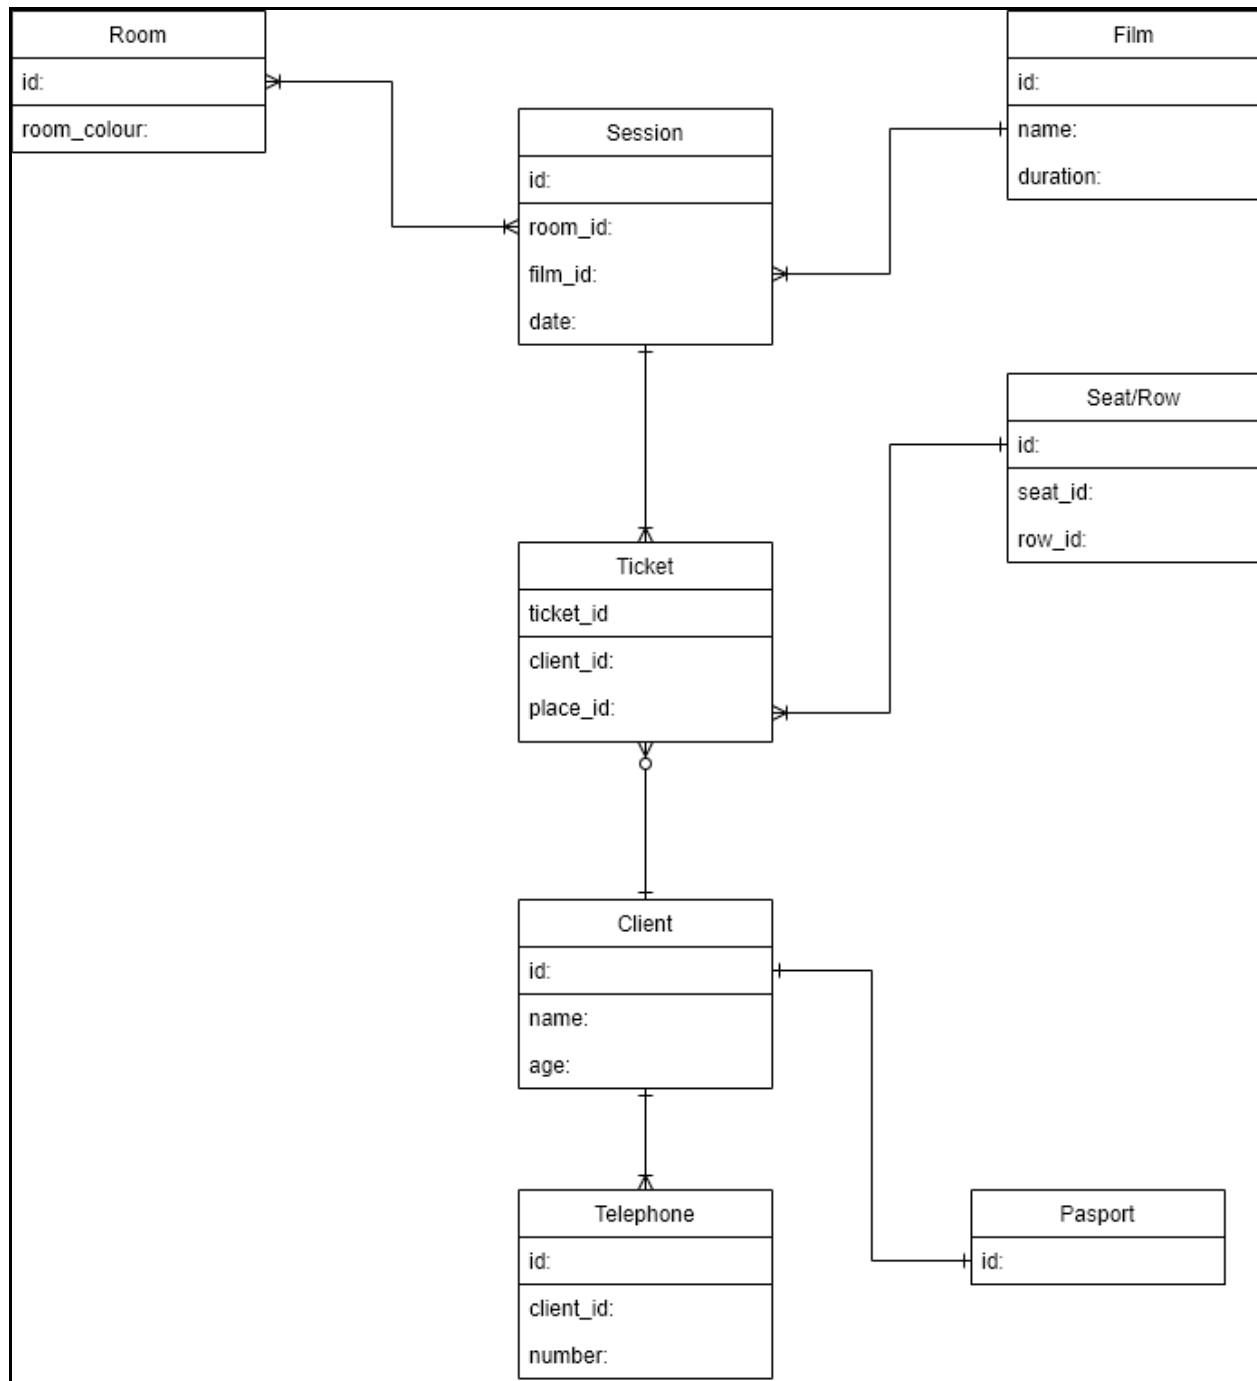 Room
id:
room_colour:
Film
id:
name:
duration:
Session
id:
room_id:
film_id:
date:
Seat/Row
id:
seat_id:
row_id:
Ticket
ticket_id
client_id:
place_id:
Client
id:
name:
age:
Telephone
id:
client_id:
number:
Pasport
id: